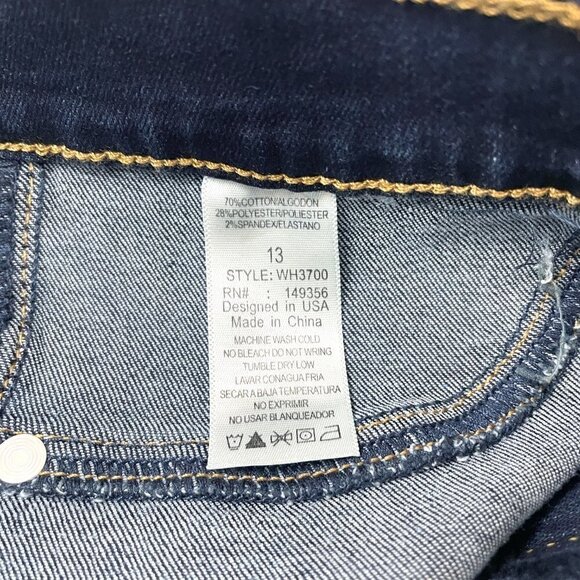 70%COTTON/ALGODON
28%POLYESTER/POLIESTER
2%SPANDEX/ELASTANO
13
STYLE: WH3700
RN# : 149356
Designed in USA
Made in China
MACHINE WASH COLD
NO BLEACH DO NOT WRING
TUMBLE DRY LOW
LAVAR CONAGUA FRIA
SECAR A BAJA TEMPERATURA
NO EXPRIMIR
NO USAR BLANQUEADOR